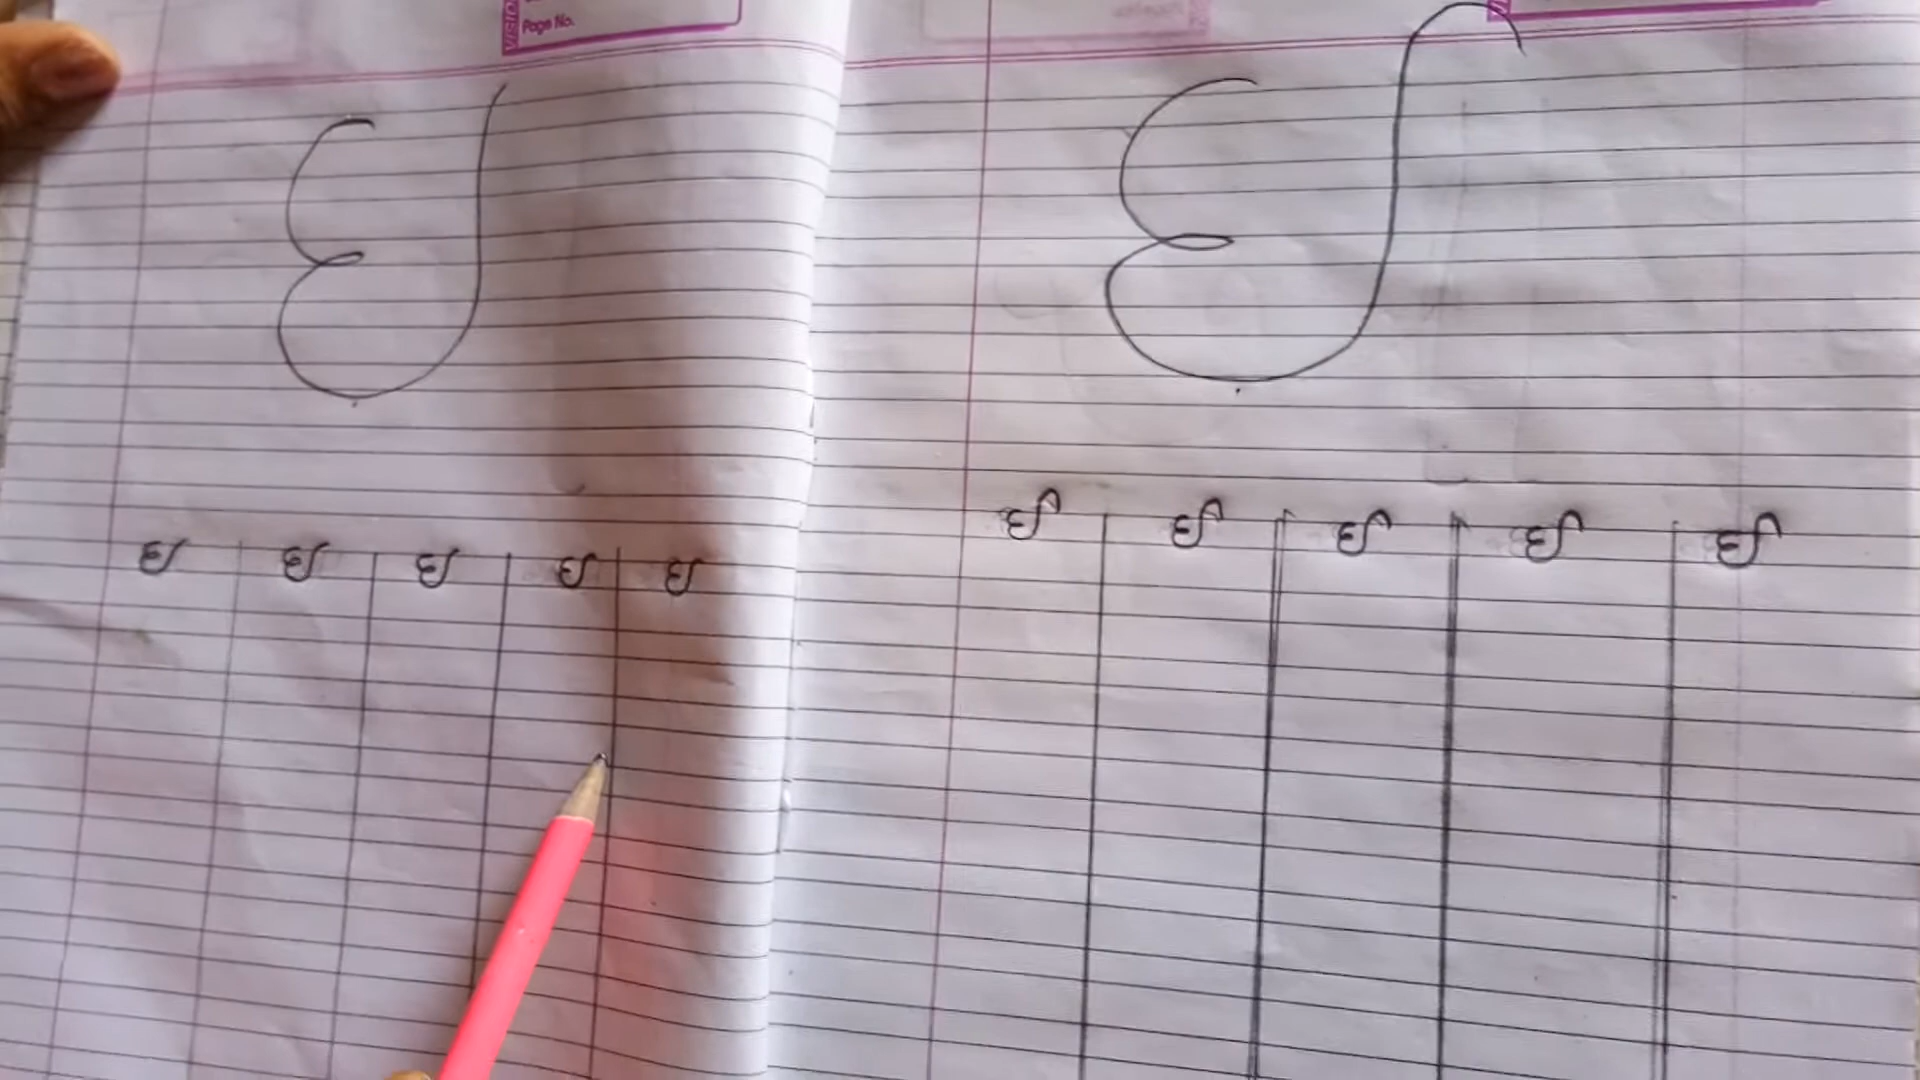 ఎ
ఎ ఎ ఎ ఎ ఎ
Page No.
ఏ
ఏ ఏ ఏ ఏ ఏ